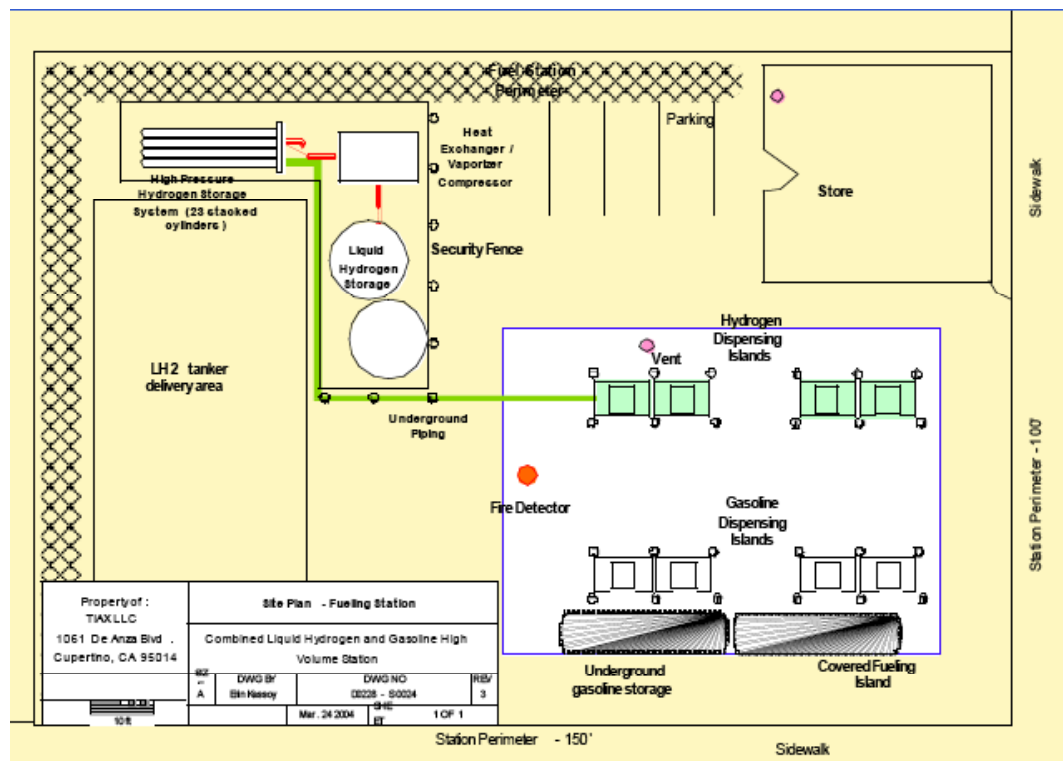 Fuel Station
Perimeter
Parking
Heat
Exchanger /
Vaporizer
Compressor
High Pressure
Hydrogen Storage
System (23 stacked
cylinders)
Store
Sidewalk
Liquid
Hydrogen
Storage
Security Fence
LH2 tanker
delivery area
Hydrogen
Dispensing
Islands
Vent
Underground
Piping
Fire Detector
Gasoline
Dispensing
Islands
Station Perimeter - 100'
Underground
gasoline storage
Covered Fueling
Island
Property of :
TIAX LLC
1061 De Anza Blvd .
Cupertino, CA 95014
Site Plan - Fueling Station
Combined Liquid Hydrogen and Gasoline High
Volume Station
A
DWG BY
Erin Kassoy
DWG NO
D0228 - S0024
REV
3
Mar. 24 2004
1 OF 1
10 ft
Station Perimeter - 150'
Sidewalk